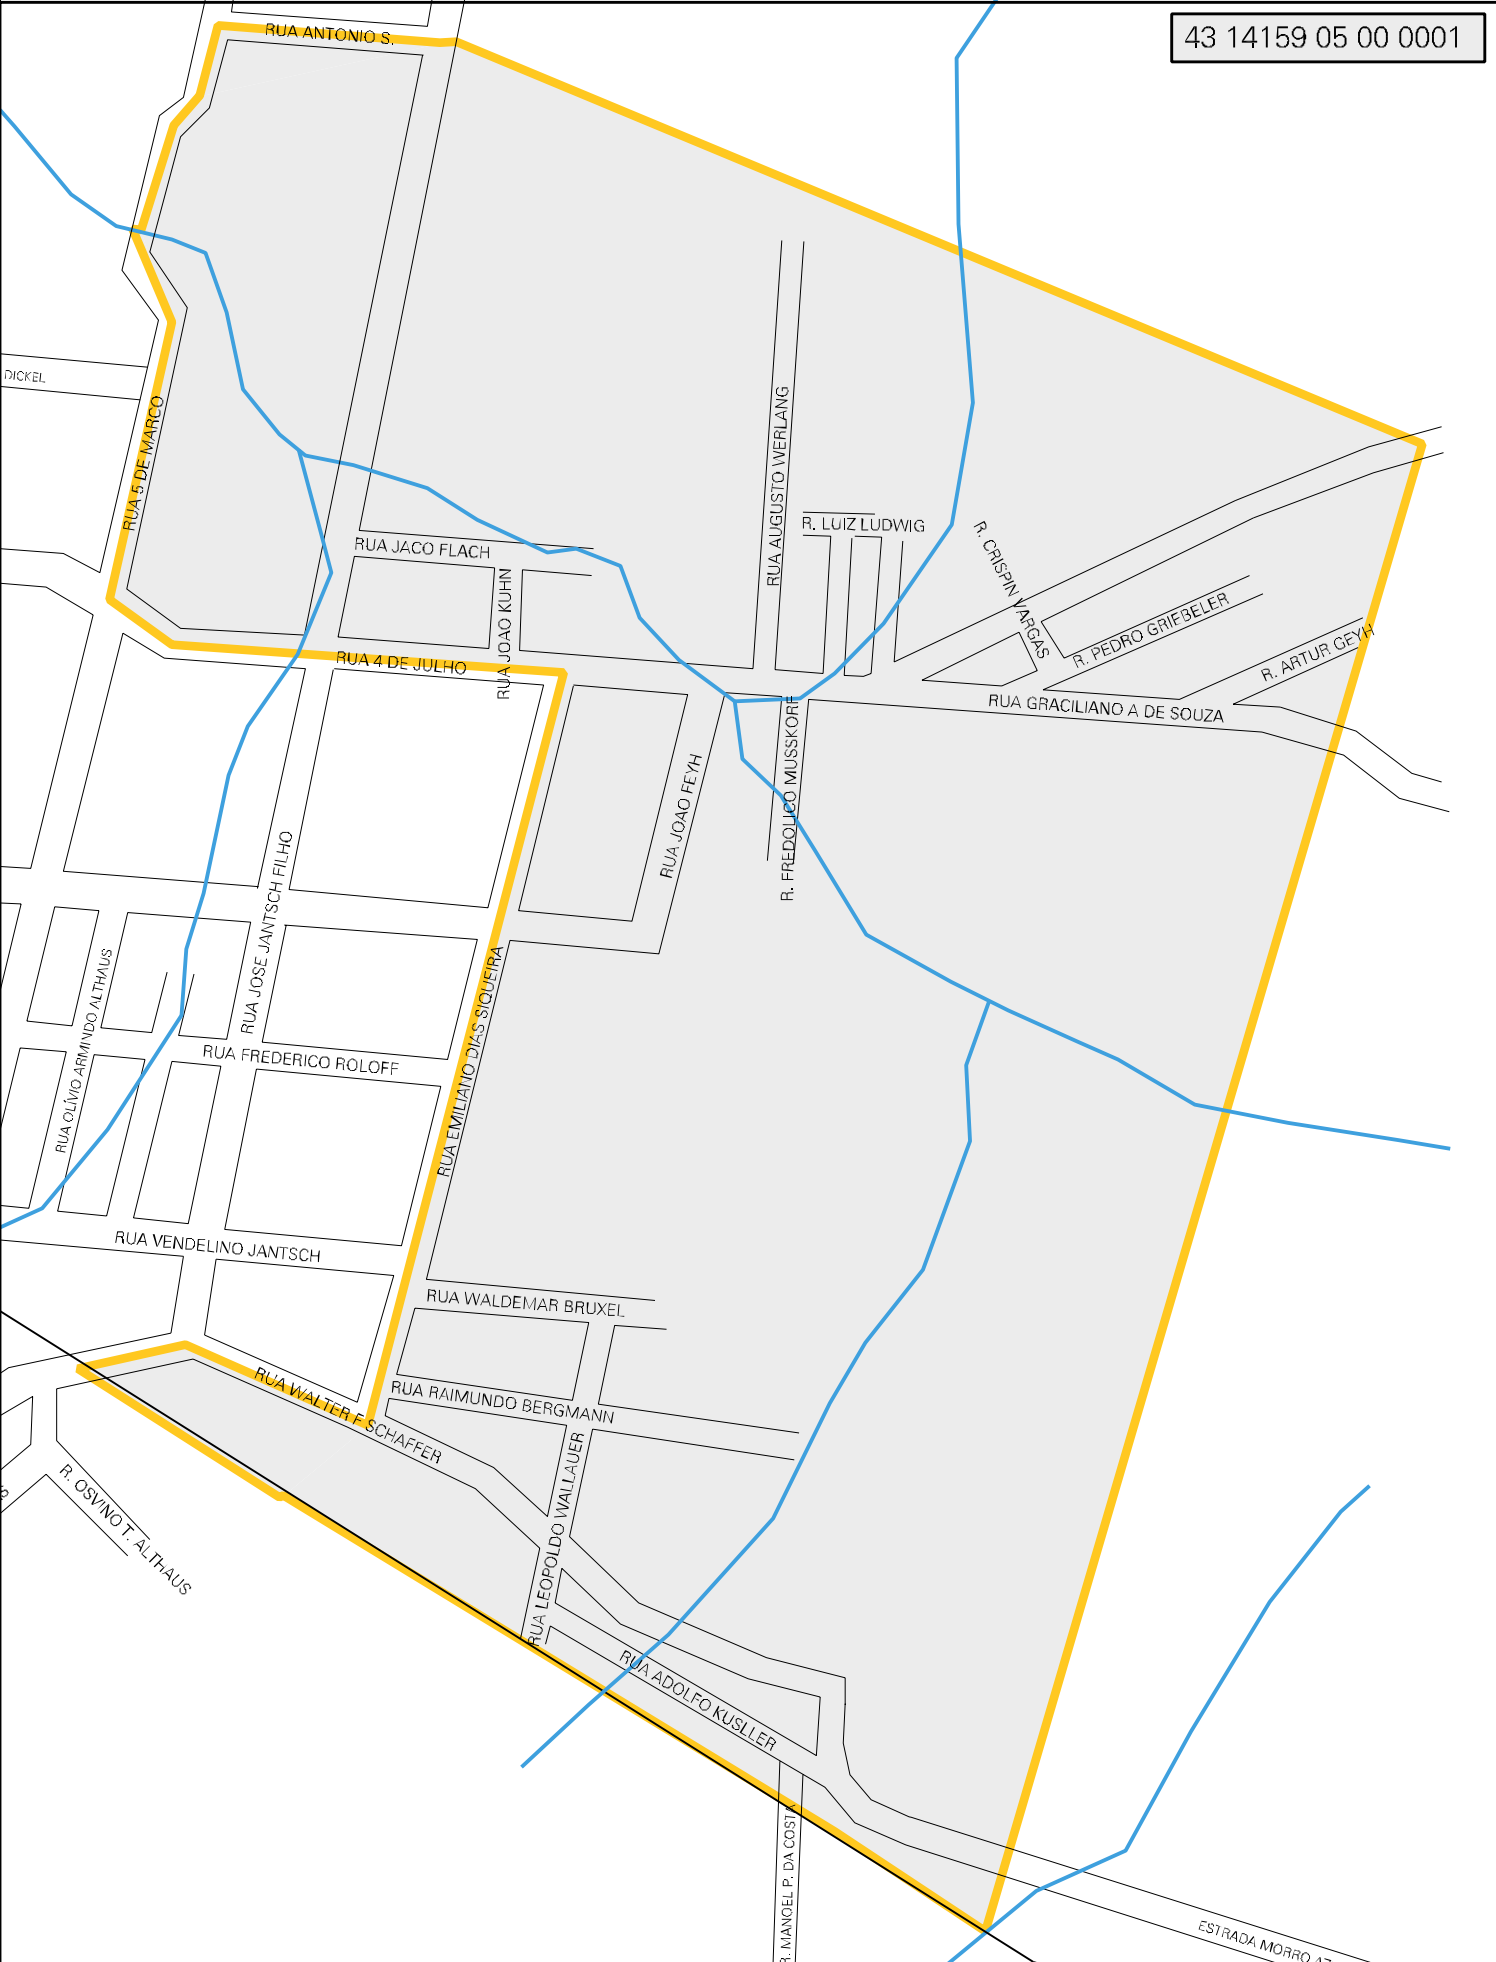 RUA ANTONIO S.
43 14159 05 00 0001
DICKEL
RUA 5 DE MARCO
RUA AUGUSTO WERLANG
R. LUIZ LUDWIG
R. CRISPIN VARGAS
RUA JACO FLACH
RUA JOAO KUHN
R. PEDRO GRIEBELER
R. ARTUR GEYH
RUA 4 DE JULHO
RUA GRACILIANO A DE SOUZA
R. FREDOLICO MUSSKORF
RUA JOAO FEYH
RUA JOSE JANTSCH FILHO
RUA OLÍVIO ARMINDO ALTHAUS
RUA EMILIANO DIAS SIQUEIRA
RUA FREDERICO ROLOFF
RUA VENDELINO JANTSCH
RUA WALDEMAR BRUXEL
RUA WALTER F SCHAFFER
RUA RAIMUNDO BERGMANN
RUA LEOPOLDO WALLAUER
R. OSVINO T. ALTHAUS
RUA ADOLFO KUSLLER
R. MANOEL P. DA COSTA
ESTRADA MORRO